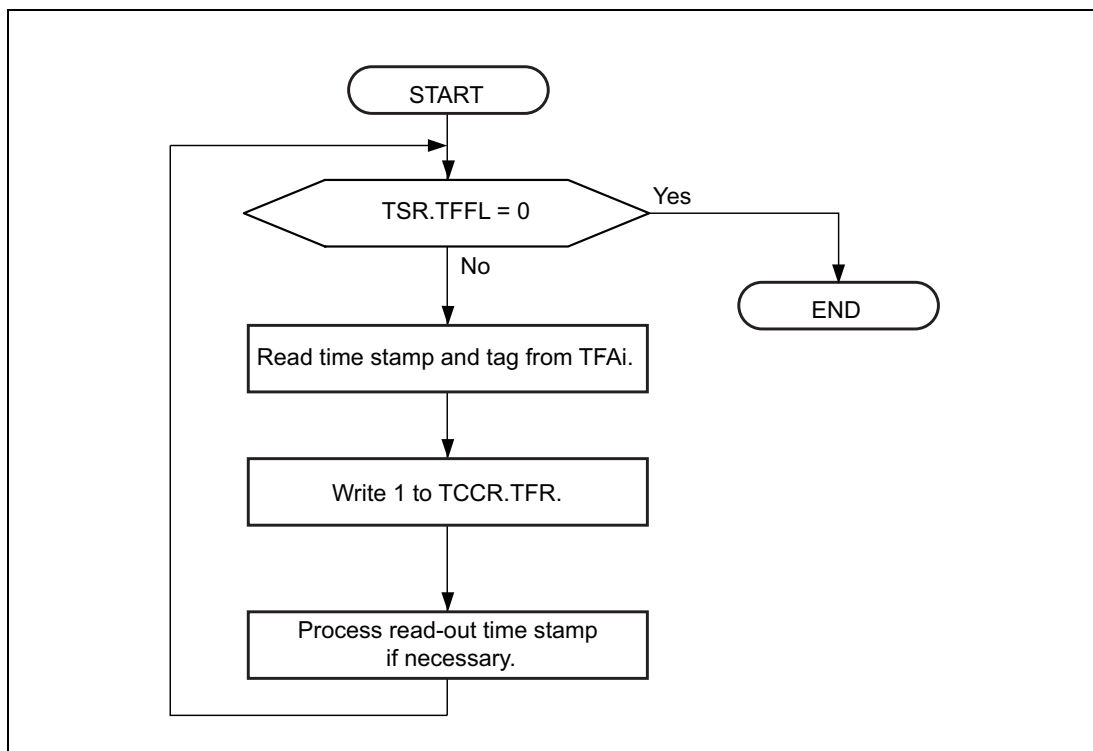 START
TSR.TFFL = 0
Yes
No
END
Read time stamp and tag from TFAi.
Write 1 to TCCR.TFR.
Process read-out time stamp
if necessary.